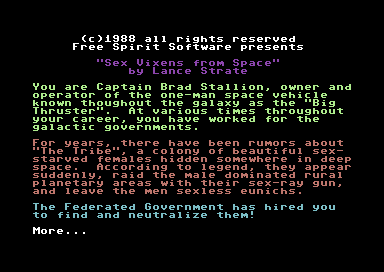 (c)1988 all rights reserved
Free Spirit Software presents
"Sex Vixens from Space"
by Lance Strate
You are Captain Brad Stallion, owner and
operator of the one-man space vehicle
known thoughout the galaxy as the "Big
Thruster".  At various times throughout
your career, you have worked for the
galactic governments.
For years, there have been rumors about
"The Tribe", a colony of beautiful sex-
starved females hidden somewhere in deep
space.  According to legend, they appear
suddenly, raid the male dominated rural
planetary areas with their sex-ray gun,
and leave the men sexless eunichs.
The Federated Government has hired you
to find and neutralize them!
More...